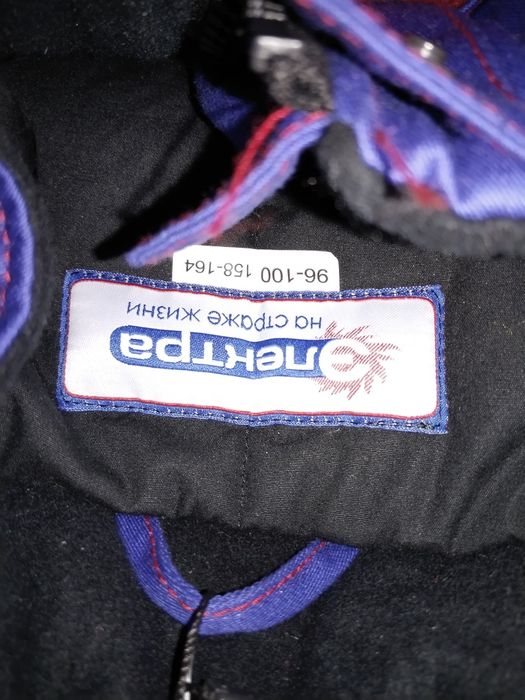 Электра
на страже жизни
96-100 158-164